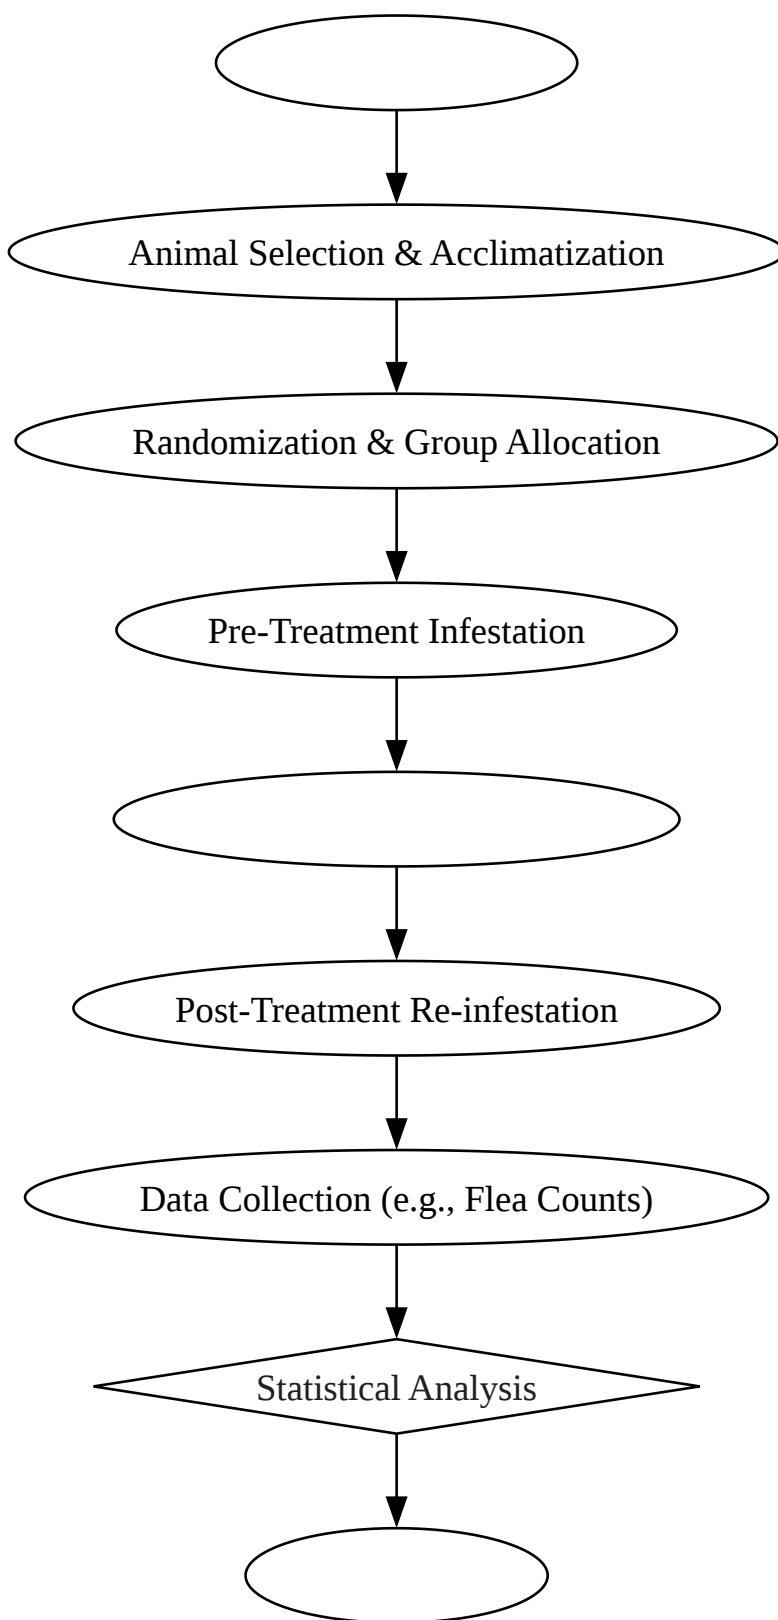 Animal Selection & Acclimatization
Randomization & Group Allocation
Pre-Treatment Infestation
Post-Treatment Re-infestation
Data Collection (e.g., Flea Counts)
Statistical Analysis